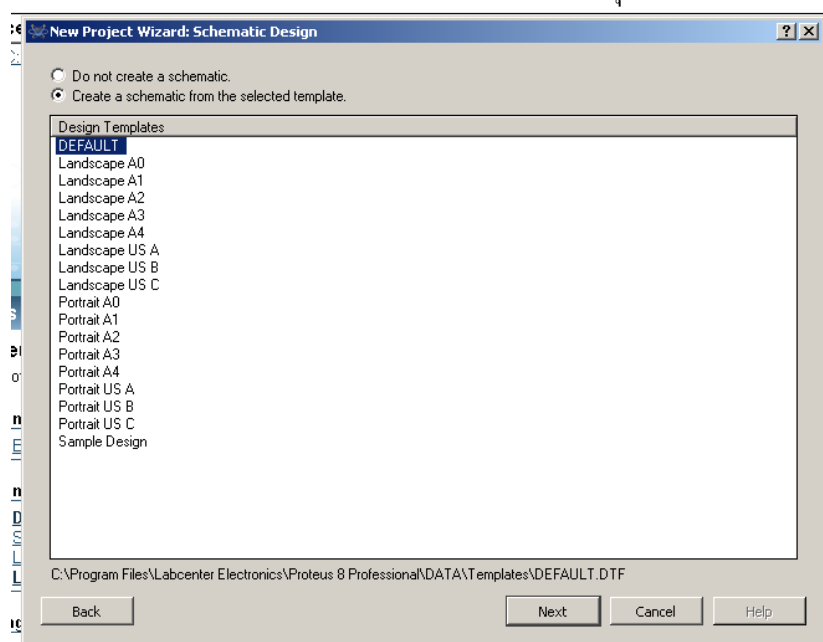 New Project Wizard: Schematic Design
Do not create a schematic.
Create a schematic from the selected template.
Design Templates
DEFAULT
Landscape A0
Landscape A1
Landscape A2
Landscape A3
Landscape A4
Landscape US A
Landscape US B
Landscape US C
Portrait A0
Portrait A1
Portrait A2
Portrait A3
Portrait A4
Portrait US A
Portrait US B
Portrait US C
Sample Design
C:\Program Files\Labcenter Electronics\Proteus 8 Professional\DATA\Templates\DEFAULT.DTF
Back Next Cancel Help